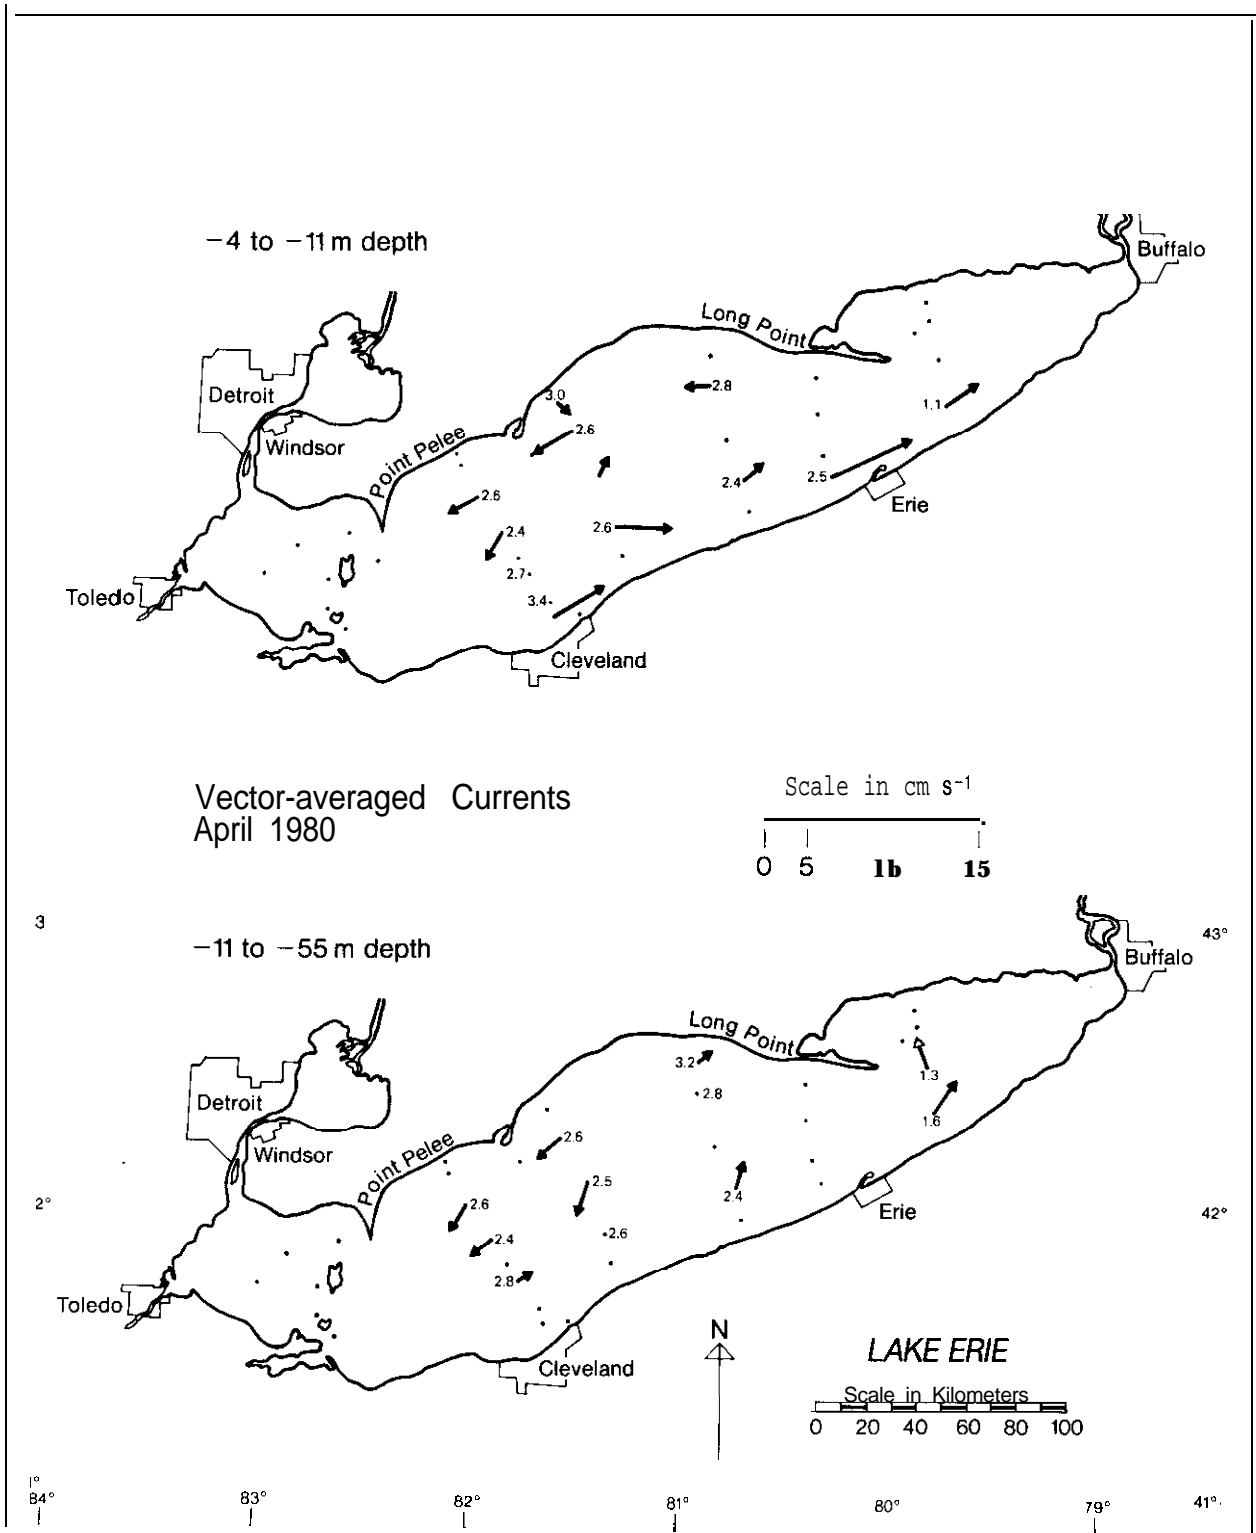 −4 to −11 m depth
Buffalo
Long Point
Detroit
3.0
2.8
1.1
2.6
Windsor
Point Pelee
2.4
2.5
2.6
Erie
2.6
2.4
2.7
Toledo
3.4
Cleveland
Vector-averaged Currents
April 1980
Scale in cm s⁻¹
0 5 lb 15
3
43°
−11 to −55 m depth
Buffalo
Long Point
3.2
1.3
Detroit
2.8
1.6
2.6
Windsor
Point Pelee
2.5
2.4
2°
42°
2.6
Erie
2.4
2.6
2.8
Toledo
N
LAKE ERIE
Cleveland
Scale in Kilometers
0 20 40 60 80 100
1°
84° 83° 82° 81° 80° 79° 41°